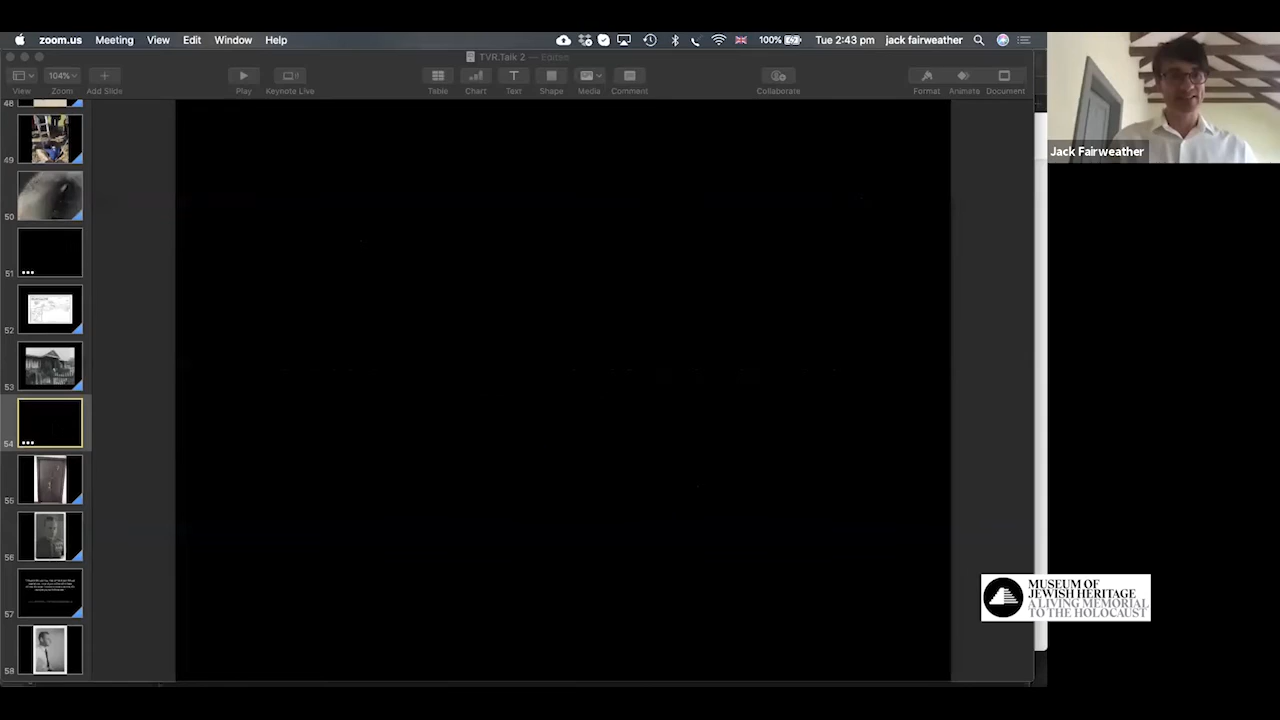 zoom.us Meeting View Edit Window Help 100% Tue 2:43 pm jack fairweather
TVR.Talk 2 — Edited
104%
View Zoom Add Slide Play Keynote Live Table Chart Text Shape Media Comment Collaborate Format Animate Document
Jack Fairweather
48
49
50
51
52
53
54
55
56
57
58
MUSEUM OF
JEWISH HERITAGE
A LIVING MEMORIAL
TO THE HOLOCAUST